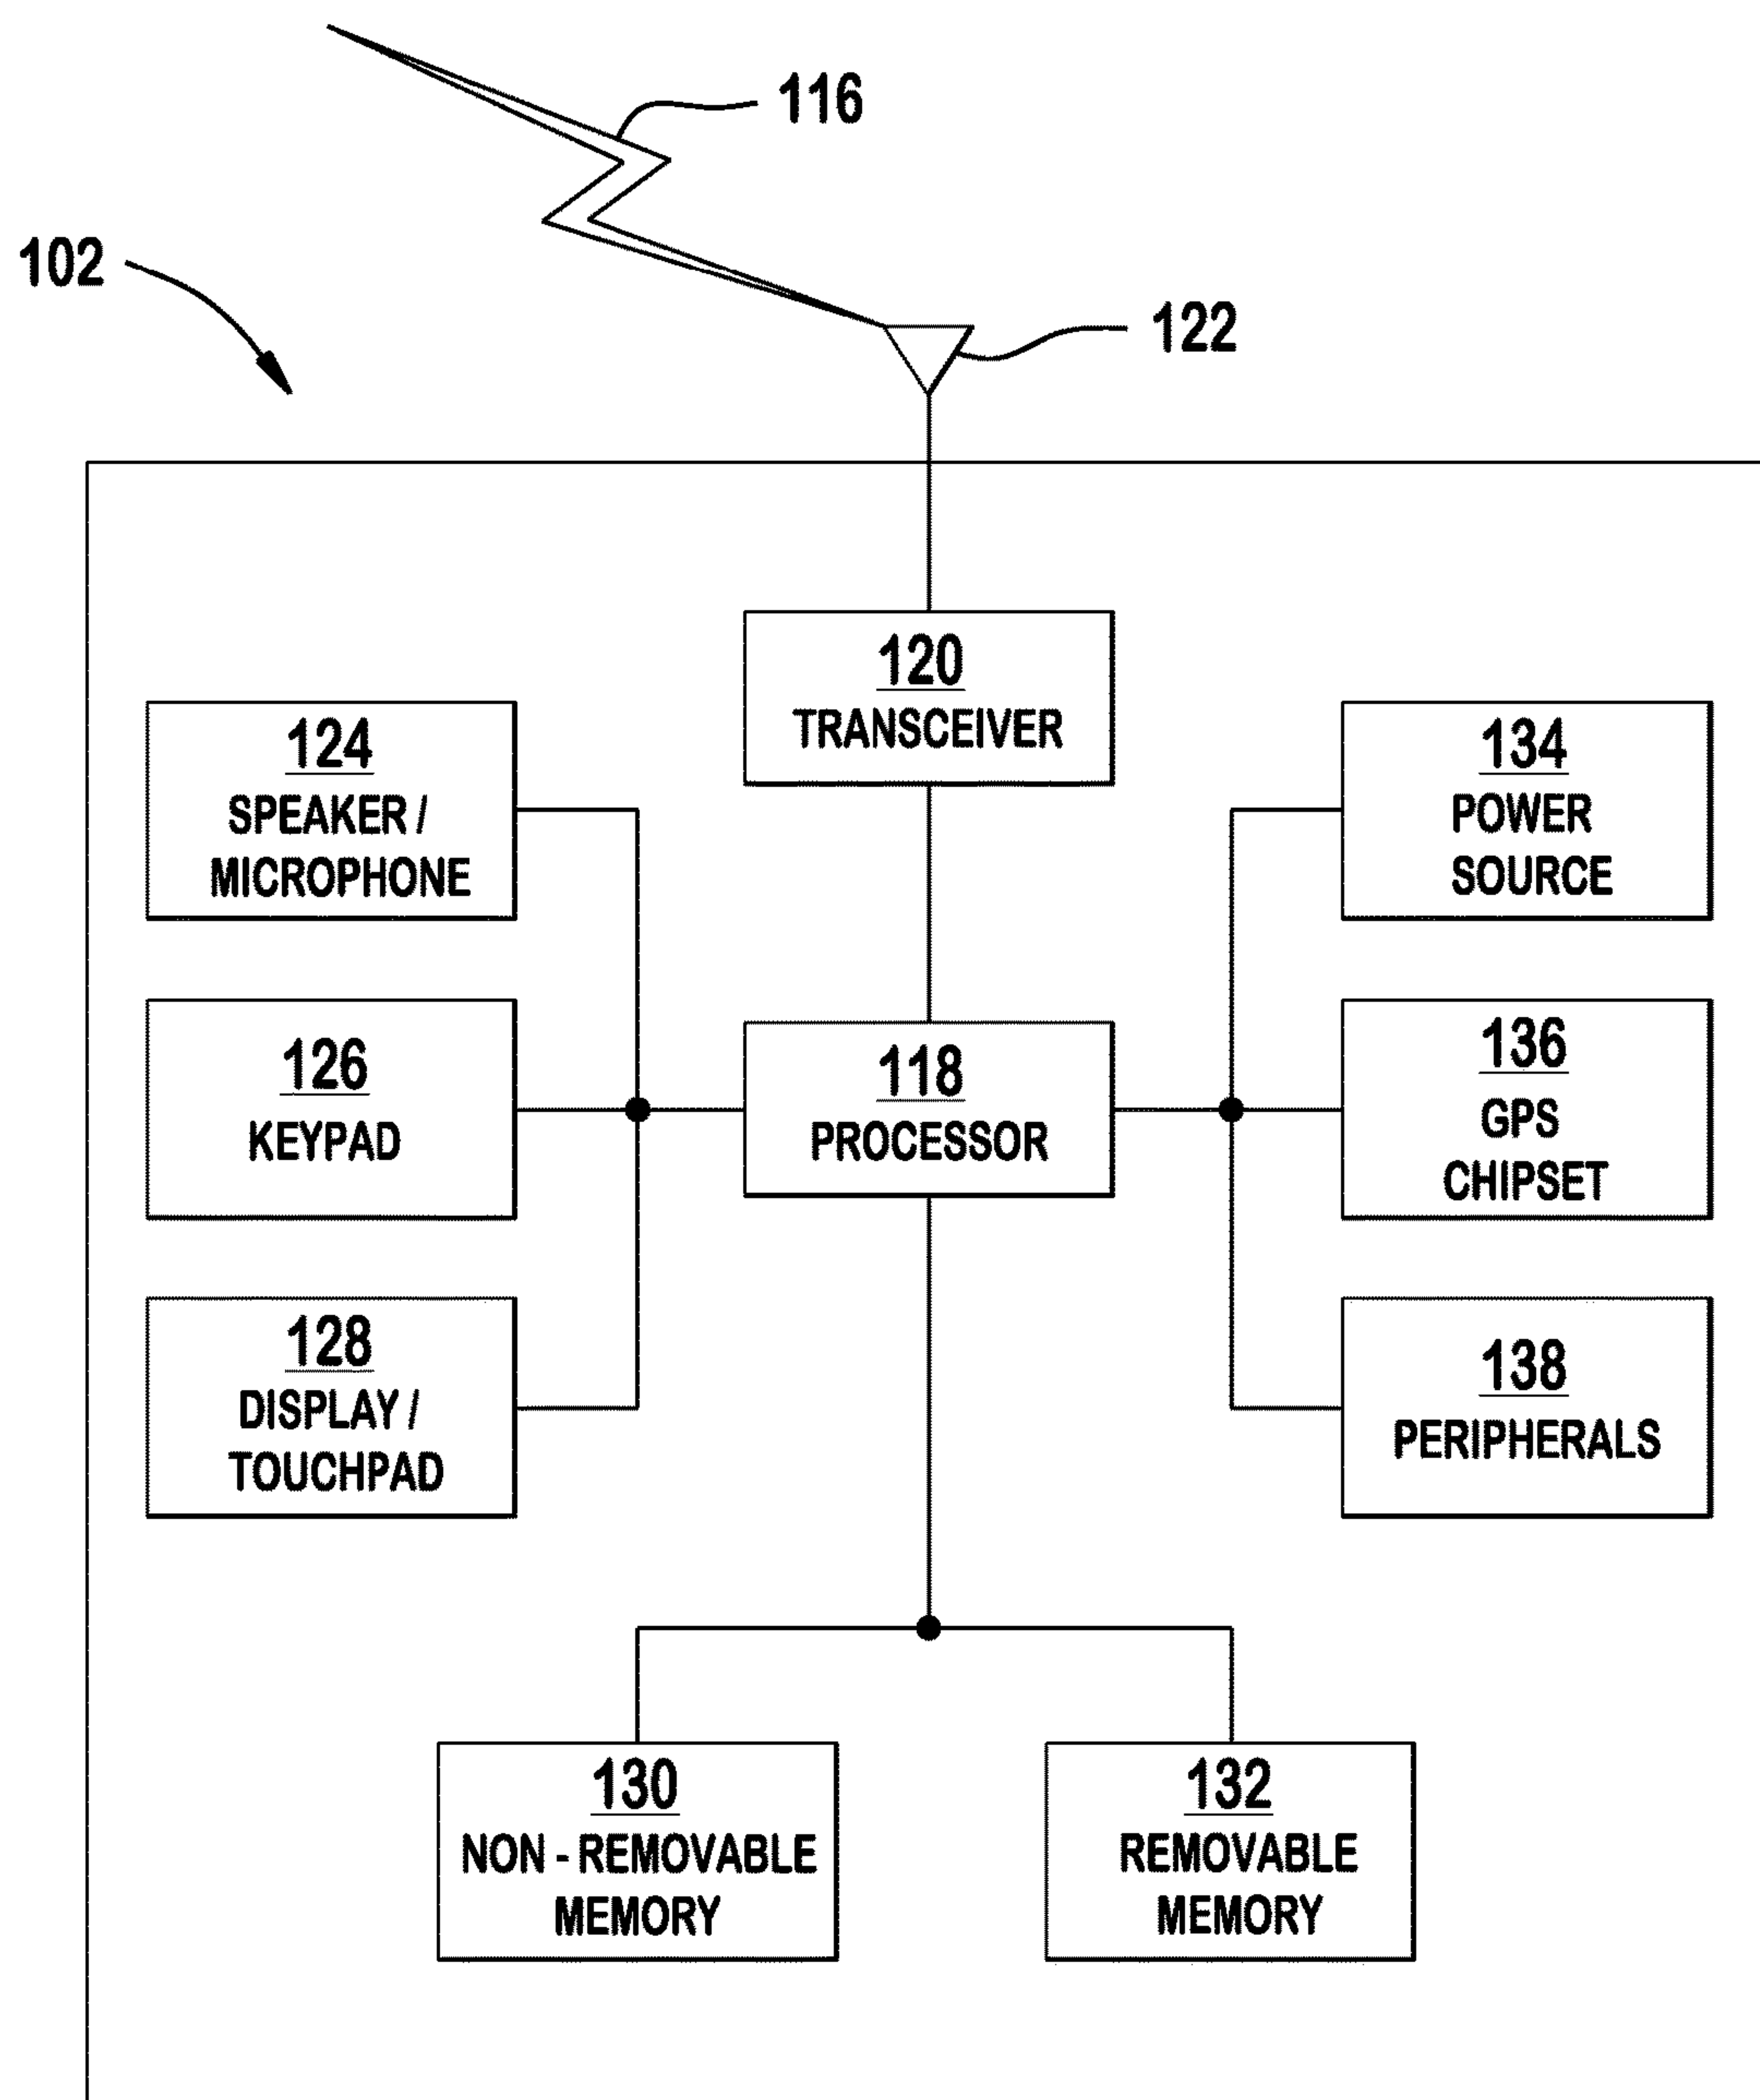 116
102
122
120
TRANSCEIVER
124
SPEAKER /
MICROPHONE
134
POWER
SOURCE
126
KEYPAD
118
PROCESSOR
136
GPS
CHIPSET
128
DISPLAY /
TOUCHPAD
138
PERIPHERALS
130
NON - REMOVABLE
MEMORY
132
REMOVABLE
MEMORY